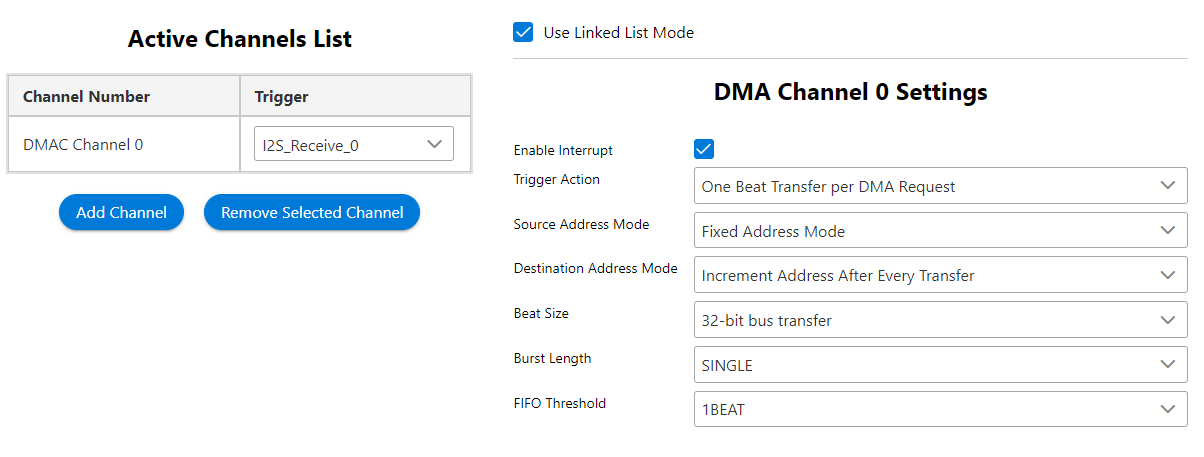 Active Channels List
Channel Number Trigger
DMAC Channel 0 I2S_Receive_0
Add Channel Remove Selected Channel
Use Linked List Mode
DMA Channel 0 Settings
Enable Interrupt
Trigger Action One Beat Transfer per DMA Request
Source Address Mode Fixed Address Mode
Destination Address Mode Increment Address After Every Transfer
Beat Size 32-bit bus transfer
Burst Length SINGLE
FIFO Threshold 1BEAT